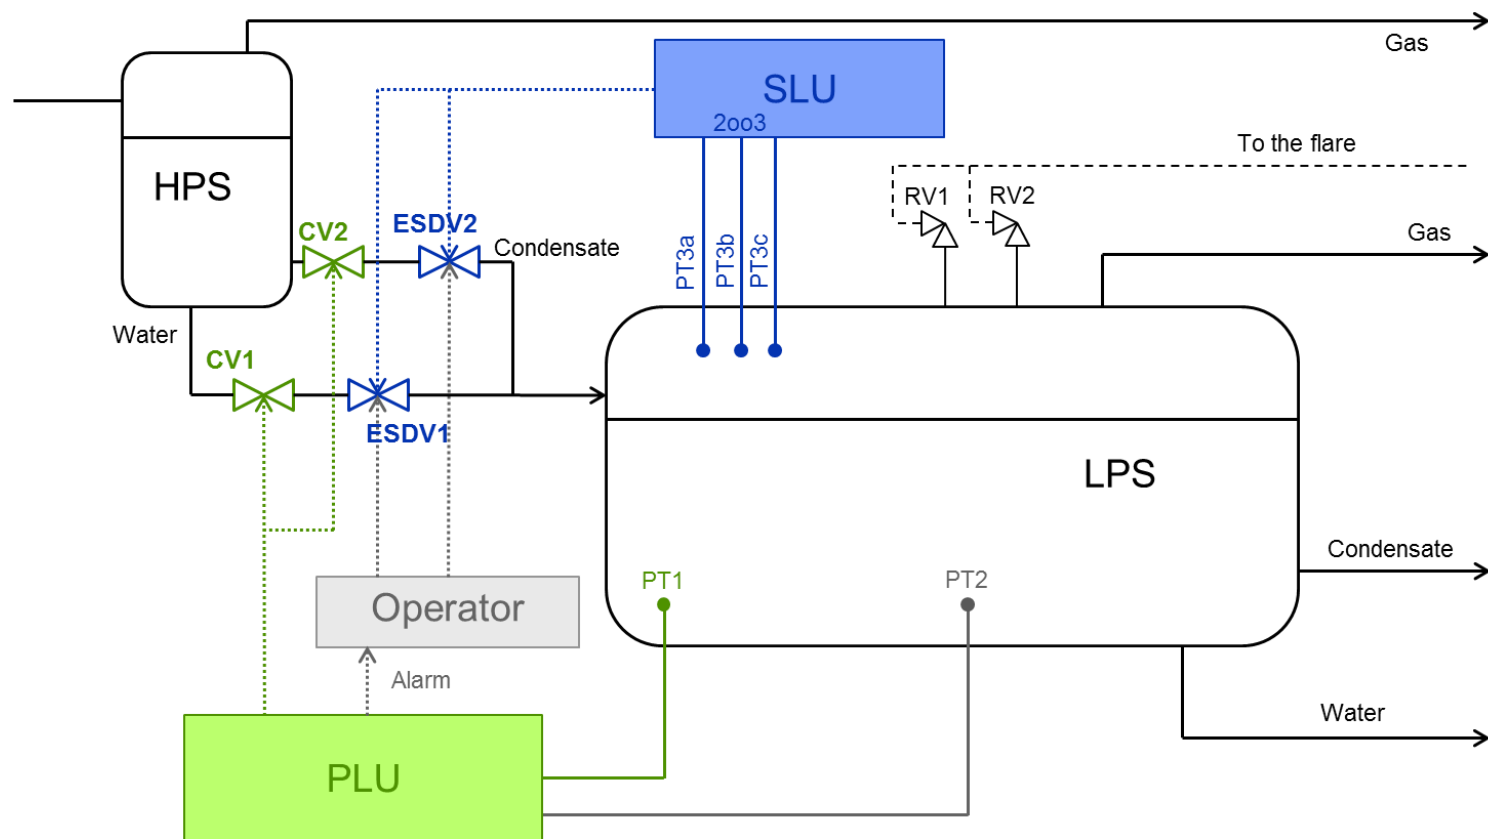 Gas
SLU
2oo3
To the flare
HPS
RV1
RV2
ESDV2
CV2
Condensate
PT3a
PT3b
PT3c
Gas
Water
CV1
ESDV1
LPS
Condensate
PT1
PT2
Operator
Alarm
Water
PLU